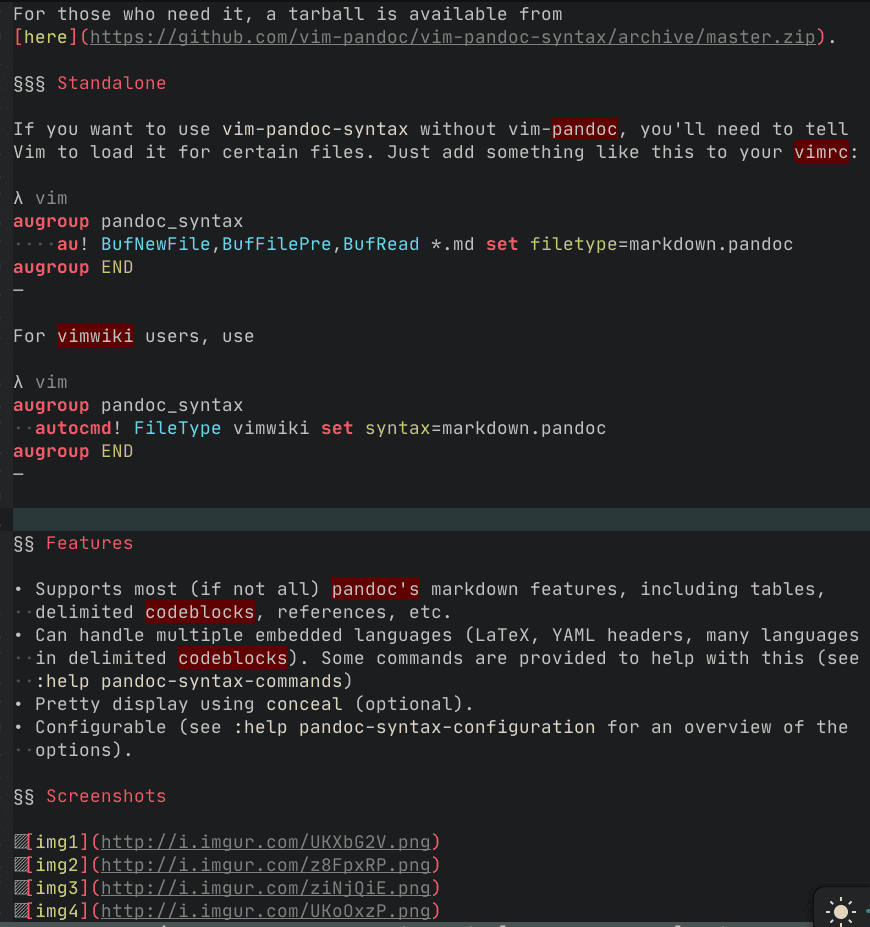 For those who need it, a tarball is available from
[here](https://github.com/vim-pandoc/vim-pandoc-syntax/archive/master.zip).
§§§ Standalone
If you want to use vim-pandoc-syntax without vim-pandoc, you'll need to tell
Vim to load it for certain files. Just add something like this to your vimrc:
λ vim
augroup pandoc_syntax
····au! BufNewFile,BufFilePre,BufRead *.md set filetype=markdown.pandoc
augroup END
—
For vimwiki users, use
λ vim
augroup pandoc_syntax
··autocmd! FileType vimwiki set syntax=markdown.pandoc
augroup END
—
§§ Features
• Supports most (if not all) pandoc's markdown features, including tables,
··delimited codeblocks, references, etc.
• Can handle multiple embedded languages (LaTeX, YAML headers, many languages
··in delimited codeblocks). Some commands are provided to help with this (see
··:help pandoc-syntax-commands)
• Pretty display using conceal (optional).
• Configurable (see :help pandoc-syntax-configuration for an overview of the
··options).
§§ Screenshots
▨[img1](http://i.imgur.com/UKXbG2V.png)
▨[img2](http://i.imgur.com/z8FpxRP.png)
▨[img3](http://i.imgur.com/ziNjQiE.png)
▨[img4](http://i.imgur.com/UKoOxzP.png)